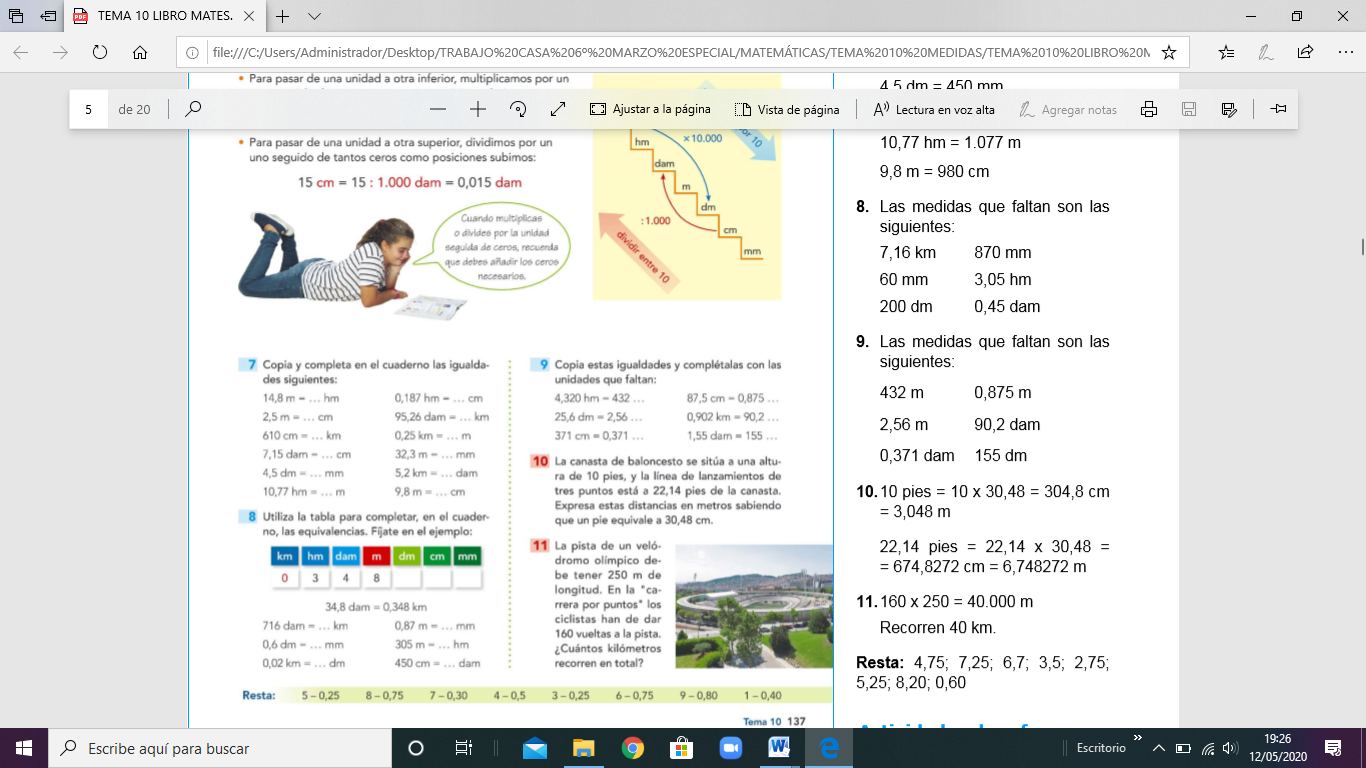 TEMA 10 LIBRO MATES.
file:///C:/Users/Administrador/Desktop/TRABAJO%20CASA%206º%20MARZO%20ESPECIAL/MATEMÁTICAS/TEMA%2010%20MEDIDAS/TEMA%2010%20LIBRO%20M
• Para pasar de una unidad a otra inferior, multiplicamos por un
5 de 20
Ajustar a la página
Vista de página
Lectura en voz alta
Agregar notas
• Para pasar de una unidad a otra superior, dividimos por un
uno seguido de tantos ceros como posiciones subimos:
15 cm = 15 : 1.000 dam = 0,015 dam
Cuando multiplicas
o divides por la unidad
seguida de ceros, recuerda
que debes añadir los ceros
necesarios.
por 10
×10.000
hm
dam
m
dm
cm
mm
:1.000
dividir entre 10
7 Copia y completa en el cuaderno las igualda-
des siguientes:
14,8 m = … hm 0,187 hm = … cm
2,5 m = … cm 95,26 dam = … km
610 cm = … km 0,25 km = … m
7,15 dam = … cm 32,3 m = … mm
4,5 dm = … mm 5,2 km = … dam
10,77 hm = … m 9,8 m = … cm
8 Utiliza la tabla para completar, en el cuader-
no, las equivalencias. Fíjate en el ejemplo:
km hm dam m dm cm mm
0 3 4 8
34,8 dam = 0,348 km
716 dam = … km 0,87 m = … mm
0,6 dm = … mm 305 m = … hm
0,02 km = … dm 450 cm = … dam
9 Copia estas igualdades y complétalas con las
unidades que faltan:
4,320 hm = 432 … 87,5 cm = 0,875 …
25,6 dm = 2,56 … 0,902 km = 90,2 …
371 cm = 0,371 … 1,55 dam = 155 …
10 La canasta de baloncesto se sitúa a una altu-
ra de 10 pies, y la línea de lanzamientos de
tres puntos está a 22,14 pies de la canasta.
Expresa estas distancias en metros sabiendo
que un pie equivale a 30,48 cm.
11 La pista de un veló-
dromo olímpico de-
be tener 250 m de
longitud. En la "ca-
rrera por puntos" los
ciclistas han de dar
160 vueltas a la pista.
¿Cuántos kilómetros
recorren en total?
Resta: 5 – 0,25 8 – 0,75 7 – 0,30 4 – 0,5 3 – 0,25 6 – 0,75 9 – 0,80 1 – 0,40
Tema 10 137
4,5 dm = 450 mm
10,77 hm = 1.077 m
9,8 m = 980 cm
8. Las medidas que faltan son las
siguientes:
7,16 km 870 mm
60 mm 3,05 hm
200 dm 0,45 dam
9. Las medidas que faltan son las
siguientes:
432 m 0,875 m
2,56 m 90,2 dam
0,371 dam 155 dm
10. 10 pies = 10 x 30,48 = 304,8 cm
= 3,048 m
22,14 pies = 22,14 x 30,48 =
= 674,8272 cm = 6,748272 m
11. 160 x 250 = 40.000 m
Recorren 40 km.
Resta: 4,75; 7,25; 6,7; 3,5; 2,75;
5,25; 8,20; 0,60
Escribe aquí para buscar
Escritorio
19:26
12/05/2020